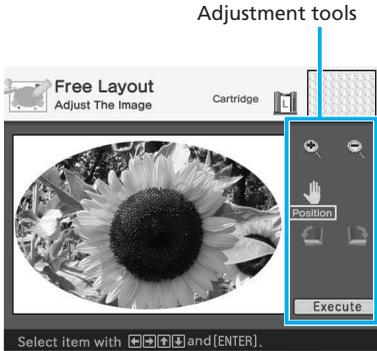 Adjustment tools
Free Layout
Adjust The Image
Cartridge
L
Position
Execute
Select item with ←→↑↓ and [ENTER].